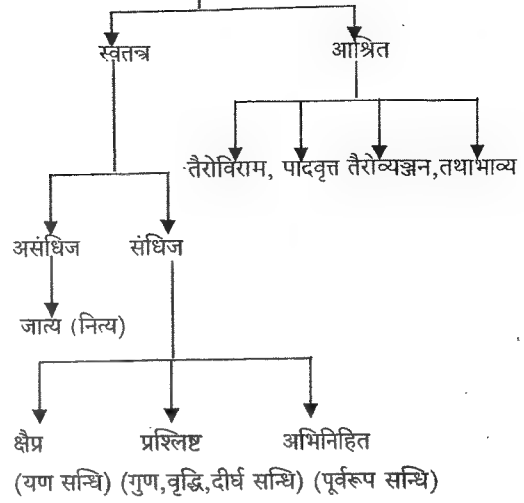 स्वतन्त्र आश्रित
तैरोविराम, पादवृत्त तैरोव्यञ्जन,तथाभाव्य
असंधिज संधिज
जात्य (नित्य)
क्षैप्र प्रश्लिष्ट अभिनिहित
(यण सन्धि) (गुण,वृद्धि,दीर्घ सन्धि) (पूर्वरूप सन्धि)